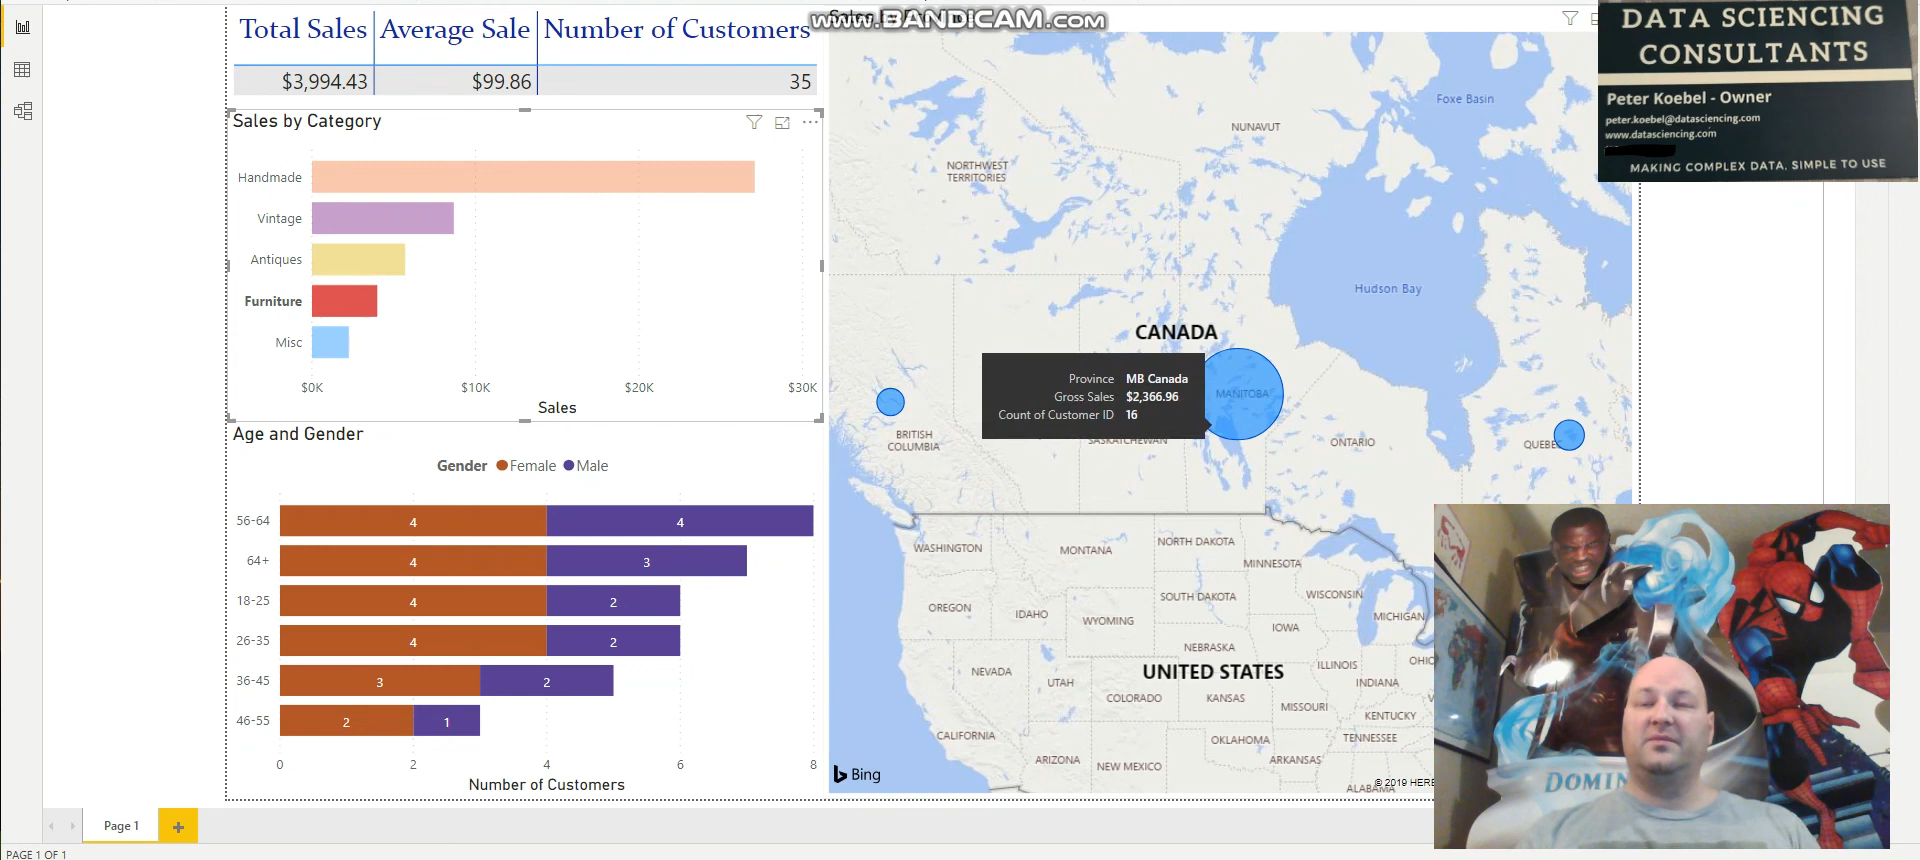 www.BANDICAM.com
Total Sales Average Sale Number of Customers
$3,994.43 $99.86 35
Sales by Category
Handmade
Vintage
Antiques
Furniture
Misc
$0K $10K $20K $30K
Sales
Age and Gender
Gender Female Male
56-64 4 4
64+ 4 3
18-25 4 2
26-35 4 2
36-45 3 2
46-55 2 1
0 2 4 6 8
Number of Customers
Foxe Basin
NUNAVUT
NORTHWEST
TERRITORIES
Hudson Bay
CANADA
Province MB Canada
Gross Sales $2,366.96
Count of Customer ID 16
MANITOBA
BRITISH
COLUMBIA
SASKATCHEWAN
ONTARIO
QUEBEC
WASHINGTON
MONTANA
NORTH DAKOTA
MINNESOTA
OREGON
IDAHO
WYOMING
SOUTH DAKOTA
WISCONSIN
MICHIGAN
IOWA
NEBRASKA
NEVADA
UTAH
UNITED STATES
ILLINOIS
OHIO
INDIANA
COLORADO
KANSAS
MISSOURI
KENTUCKY
CALIFORNIA
OKLAHOMA
TENNESSEE
ARIZONA
NEW MEXICO
ARKANSAS
ALABAMA
Bing
© 2019 HERE
DATA SCIENCING
CONSULTANTS
Peter Koebel - Owner
peter.koebel@datasciencing.com
www.datasciencing.com
MAKING COMPLEX DATA, SIMPLE TO USE
DOMIN
Page 1
PAGE 1 OF 1